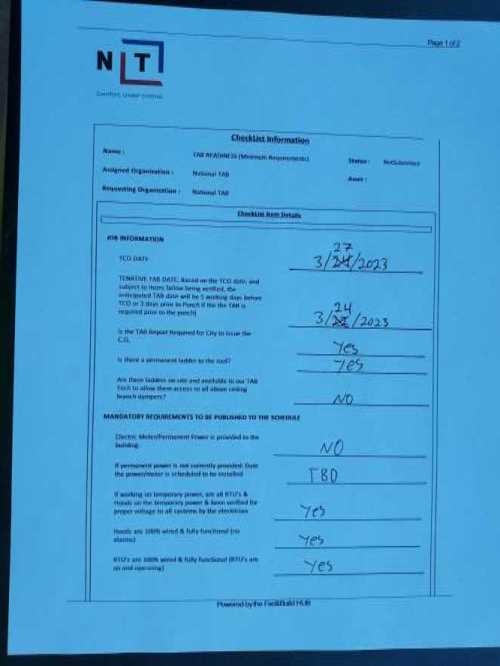 Page 1 of 2
NLT
Comfort, Under Control
CheckList Information
Name :
TAB READINESS (Minimum Requirements)
Status :
NotSubmitted
Assigned Organization :
National TAB
Asset :
Requesting Organization :
National TAB
CheckList Item Details
JOB INFORMATION
TCO DATE
27
3/24/2023
TENATIVE TAB DATE: Based on the TCO date, and
subject to items below being verified, the
anticipated TAB date will be 5 working days before
TCO or 3 days prior to Punch if the the TAB is
required prior to the punch)
24
3/22/2023
Is the TAB Report Required for City to issue the
C.O.
Yes
Is there a permanent ladder to the roof?
Yes
Are there ladders on site and available to our TAB
Tech to allow them access to all above ceiling
branch dampers?
NO
MANDATORY REQUIREMENTS TO BE PUBLISHED TO THE SCHEDULE
Electric Meter/Permanent Power is provided to the
building.
NO
If permanent power is not currently provided: Date
the power/meter is scheduled to be installed
TBD
If working on temporary power, are all RTU's &
Hoods on the temporary power & been verified for
proper voltage to all systems by the electrician
Yes
Hoods are 100% wired & fully functional (no
alarms)
Yes
RTU's are 100% wired & fully functional (RTU's are
on and operating)
Yes
Powered by the Facil&Build HUB